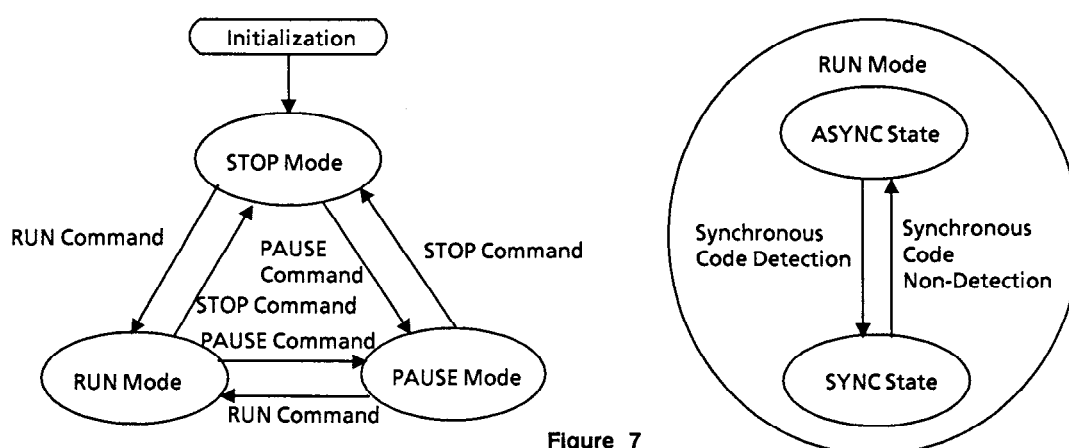 Initialization
STOP Mode
RUN Command
PAUSE
Command
STOP Command
STOP Command
PAUSE Command
RUN Mode
PAUSE Mode
RUN Command
RUN Mode
ASYNC State
Synchronous
Code Detection
Synchronous
Code
Non-Detection
SYNC State
Figure 7